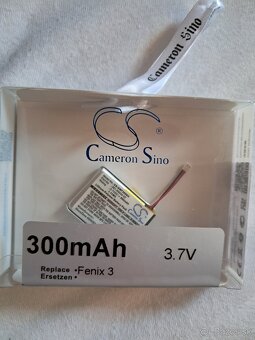 Cameron Sino
CS
Cameron Sino
300mAh
3.7V
Replace •Fenix 3
Ersetzen •